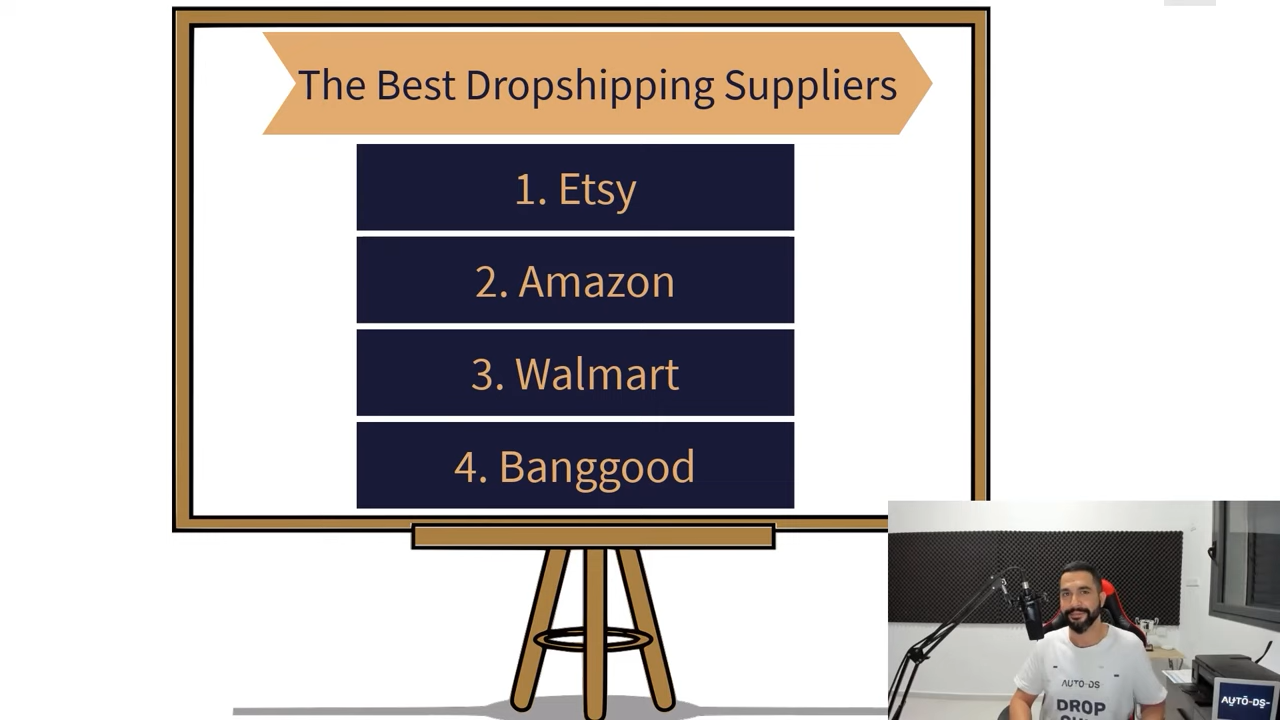 The Best Dropshipping Suppliers
1. Etsy
2. Amazon
3. Walmart
4. Banggood
AUTO-DS
DROP
AUTO-DS-